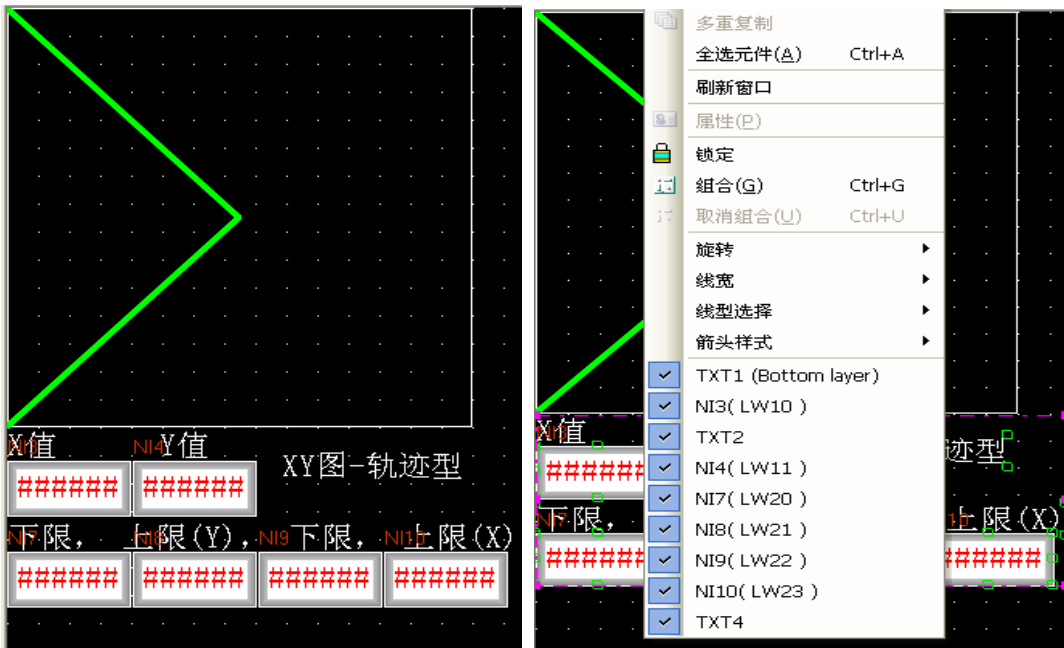 X值
NI3
NI4
Y值
XY图-轨迹型
######
######
NI7
下限,
NI8
上限(Y),
NI9
下限,
NI10
上限(X)
######
######
######
######
多重复制
全选元件(A) Ctrl+A
刷新窗口
属性(P)
锁定
组合(G) Ctrl+G
取消组合(U) Ctrl+U
旋转
线宽
线型选择
箭头样式
TXT1 (Bottom layer)
NI3( LW10 )
TXT2
NI4( LW11 )
NI7( LW20 )
NI8( LW21 )
NI9( LW22 )
NI10( LW23 )
TXT4
X值
迹型
######
下限,
上限(X)
######
######